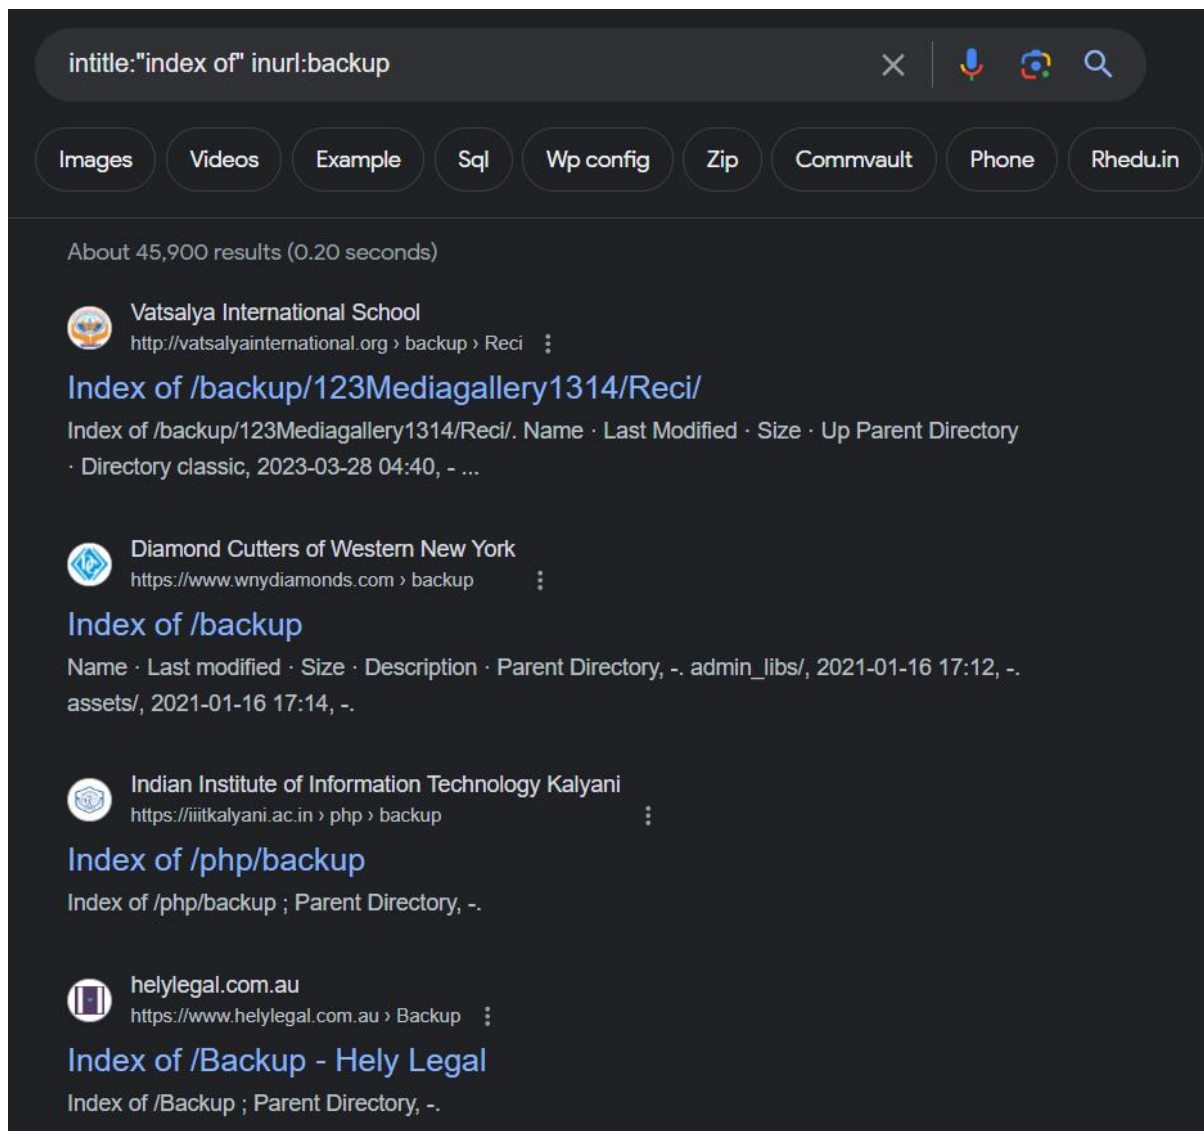 intitle:"index of" inurl:backup
Images Videos Example Sql Wp config Zip Commvault Phone Rhedu.in
About 45,900 results (0.20 seconds)
Vatsalya International School
http://vatsalyainternational.org › backup › Reci
Index of /backup/123Mediagallery1314/Reci/
Index of /backup/123Mediagallery1314/Reci/. Name · Last Modified · Size · Up Parent Directory
· Directory classic, 2023-03-28 04:40, - ...
Diamond Cutters of Western New York
https://www.wnydiamonds.com › backup
Index of /backup
Name · Last modified · Size · Description · Parent Directory, -. admin_libs/, 2021-01-16 17:12, -.
assets/, 2021-01-16 17:14, -.
Indian Institute of Information Technology Kalyani
https://iiitkalyani.ac.in › php › backup
Index of /php/backup
Index of /php/backup ; Parent Directory, -.
helylegal.com.au
https://www.helylegal.com.au › Backup
Index of /Backup - Hely Legal
Index of /Backup ; Parent Directory, -.